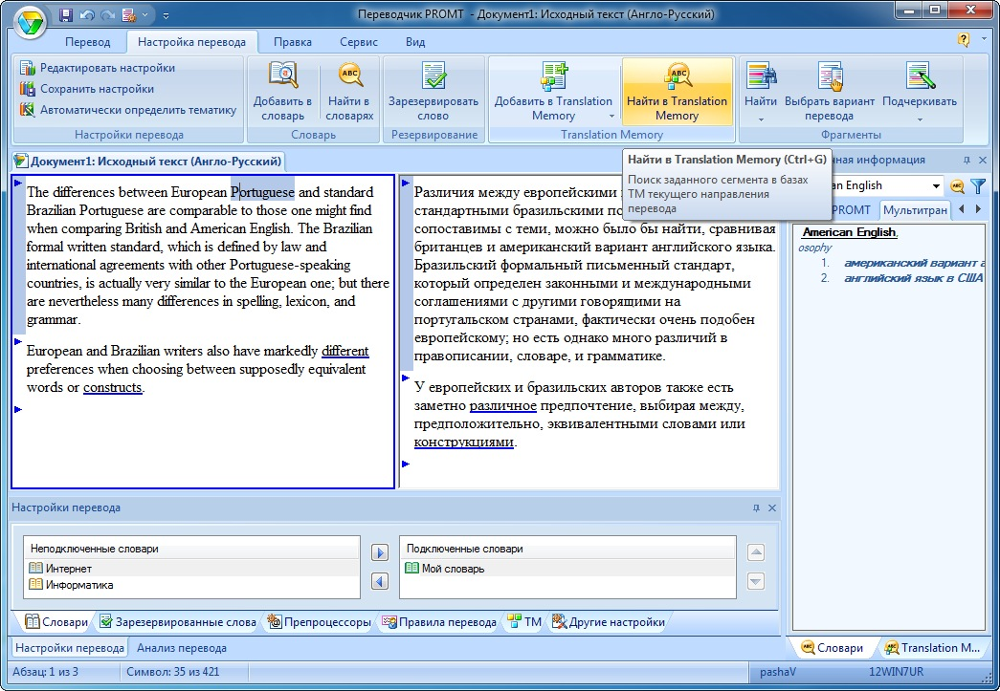 Переводчик PROMT - Документ1: Исходный текст (Англо-Русский)
Перевод Настройка перевода Правка Сервис Вид
Редактировать настройки
Сохранить настройки
Автоматически определить тематику
Настройки перевода
Добавить в словарь
Найти в словарях
Словарь
Зарезервировать слово
Резервирование
Добавить в Translation Memory
Найти в Translation Memory
Translation Memory
Найти
Выбрать вариант перевода
Подчеркивать
Фрагменты
Документ1: Исходный текст (Англо-Русский)
The differences between European Portuguese and standard
Brazilian Portuguese are comparable to those one might find
when comparing British and American English. The Brazilian
formal written standard, which is defined by law and
international agreements with other Portuguese-speaking
countries, is actually very similar to the European one; but there
are nevertheless many differences in spelling, lexicon, and
grammar.
European and Brazilian writers also have markedly different
preferences when choosing between supposedly equivalent
words or constructs.
Различия между европейскими
стандартными бразильскими
сопоставимы с теми, можно было бы найти, сравнивая
британцев и американский вариант английского языка.
Бразильский формальный письменный стандарт,
который определен законными и международными
соглашениями с другими говорящими на
португальском странами, фактически очень подобен
европейскому; но есть однако много различий в
правописании, словаре, и грамматике.
У европейских и бразильских авторов также есть
заметно различное предпочтение, выбирая между,
предположительно, эквивалентными словами или
конструкциями.
Найти в Translation Memory (Ctrl+G)
Поиск заданного сегмента в базах
ТМ текущего направления
перевода
ная информация
an English
PROMT Мультитран
American English,
osophy
1. американский вариант а
2. английский язык в США
Настройки перевода
Неподключенные словари
Интернет
Информатика
Подключенные словари
Мой словарь
Словари Зарезервированные слова Препроцессоры Правила перевода ТМ Другие настройки
Настройки перевода Анализ перевода
Словари Translation M...
Абзац: 1 из 3 Символ: 35 из 421 pashaV 12WIN7UR